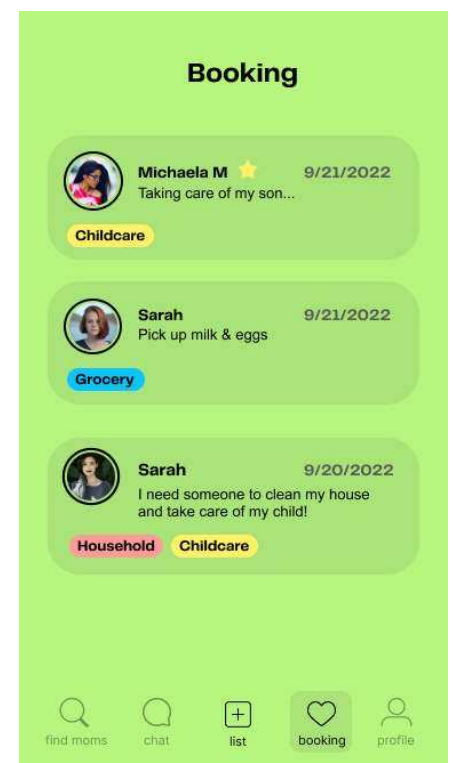 Booking
Michaela M 9/21/2022
Taking care of my son...
Childcare
Sarah 9/21/2022
Pick up milk & eggs
Grocery
Sarah 9/20/2022
I need someone to clean my house
and take care of my child!
Household Childcare
find moms chat list booking profile